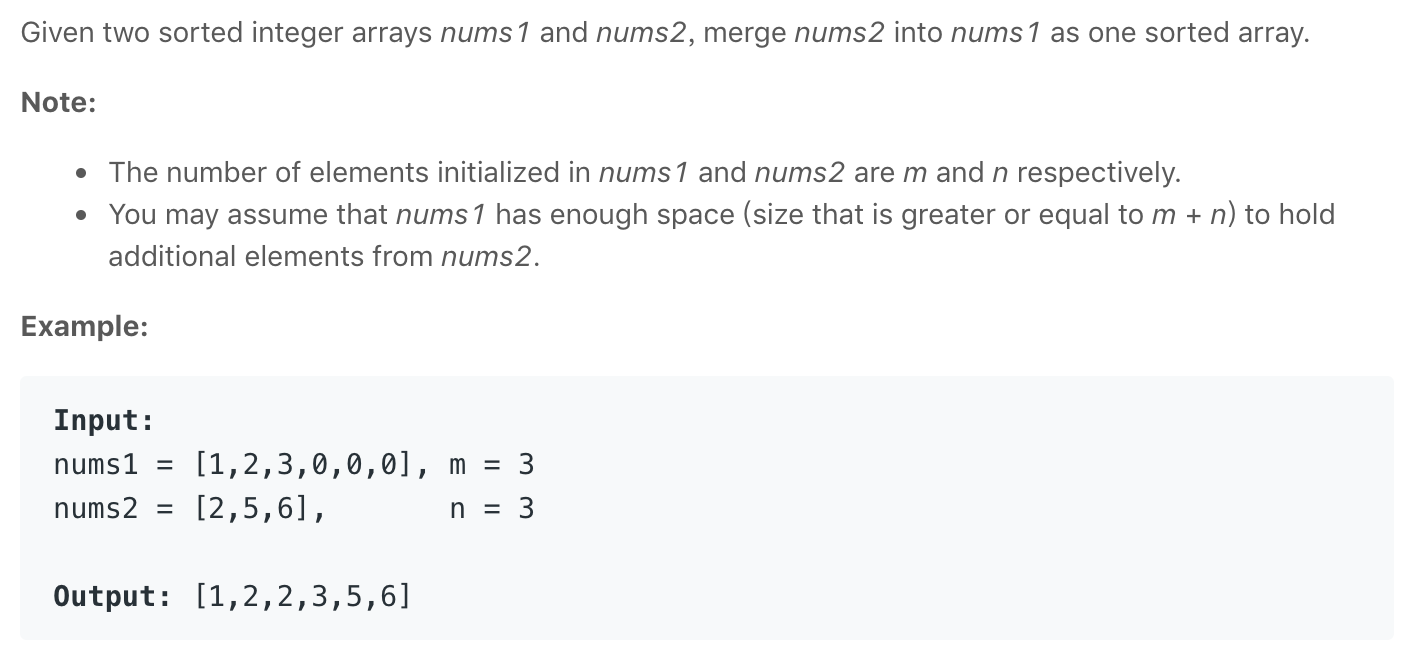 Given two sorted integer arrays nums1 and nums2, merge nums2 into nums1 as one sorted array.
Note:
• The number of elements initialized in nums1 and nums2 are m and n respectively.
• You may assume that nums1 has enough space (size that is greater or equal to m + n) to hold
additional elements from nums2.
Example:
Input:
nums1 = [1,2,3,0,0,0], m = 3
nums2 = [2,5,6],       n = 3
Output: [1,2,2,3,5,6]